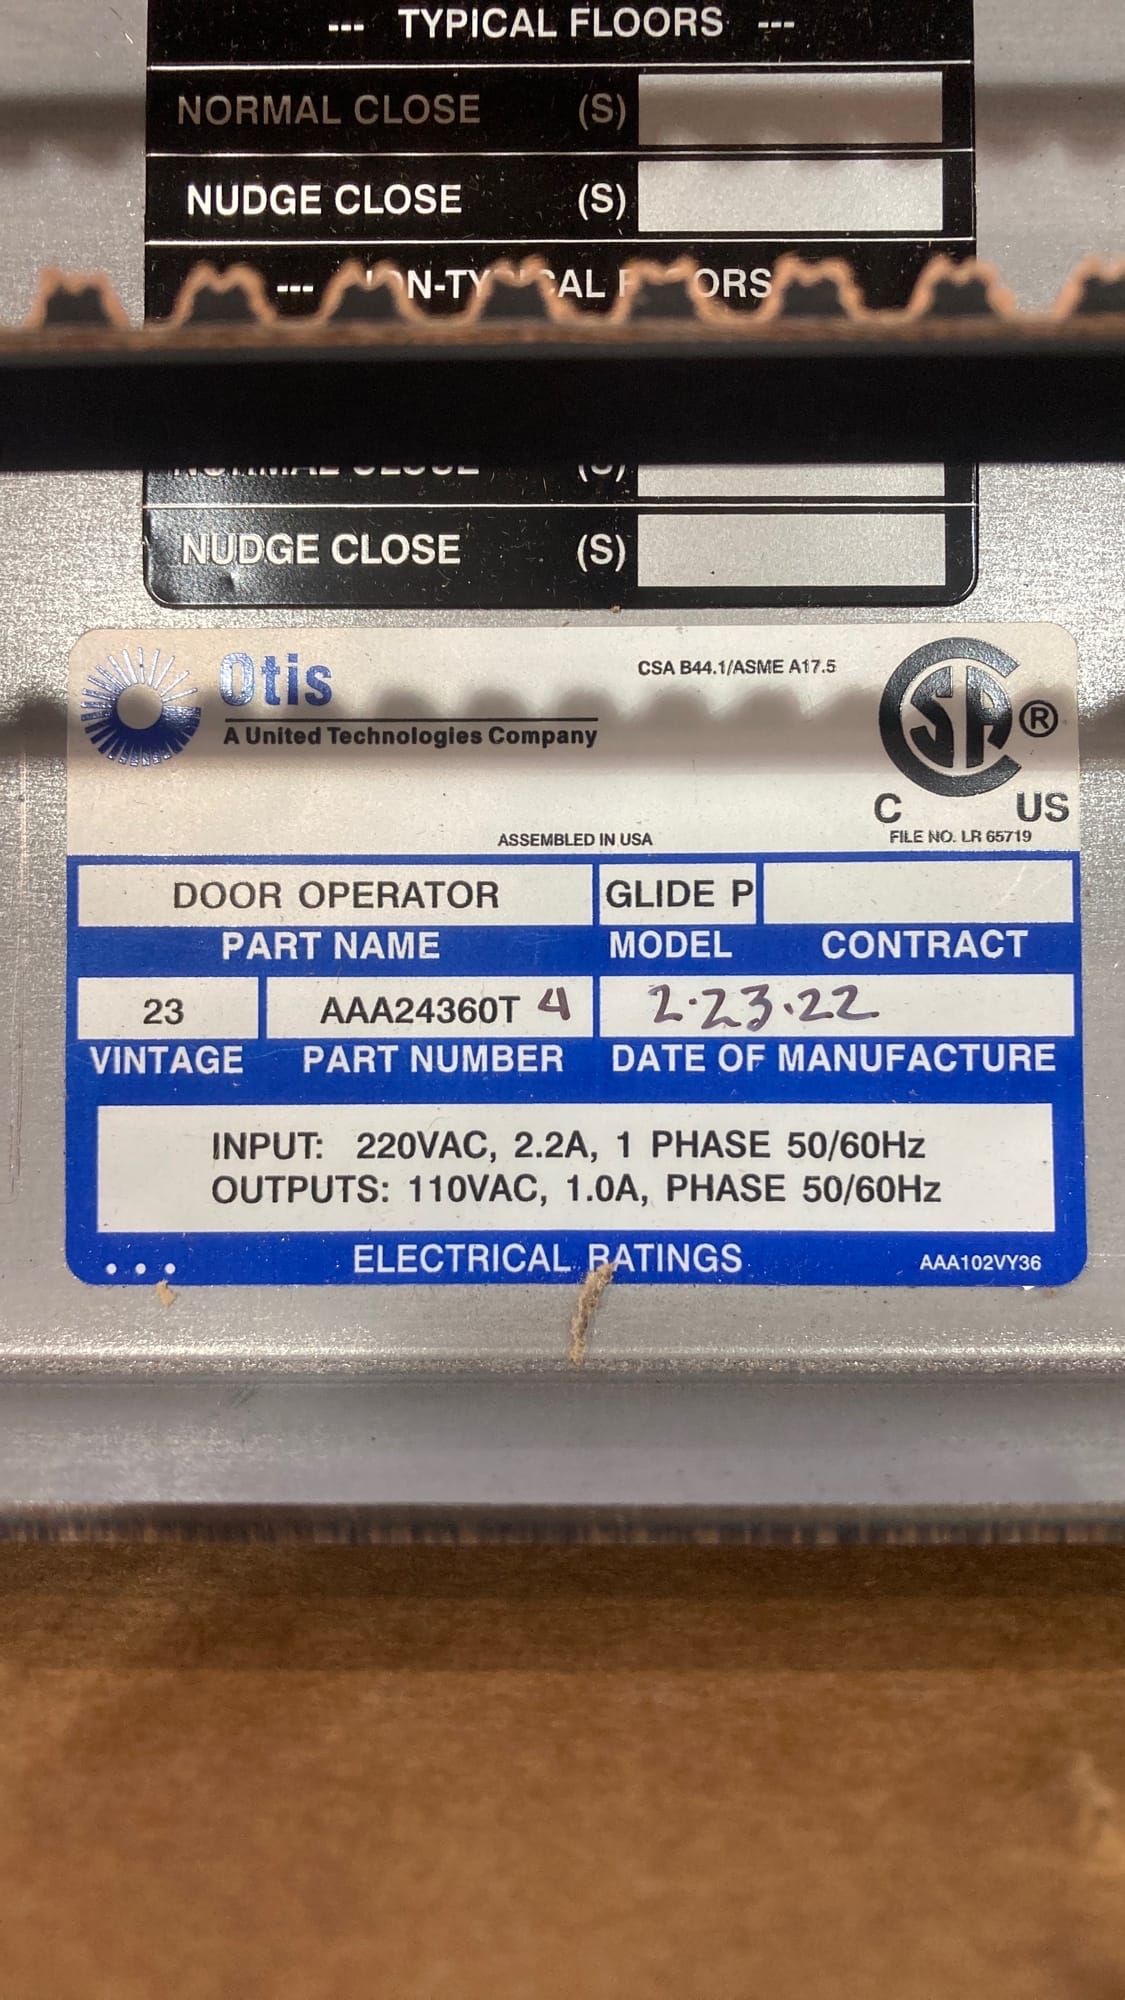 --- TYPICAL FLOORS ---
NORMAL CLOSE (S)
NUDGE CLOSE (S)
---
NUDGE CLOSE (S)
Otis
A United Technologies Company
CSA B44.1/ASME A17.5
SA ®
C US
ASSEMBLED IN USA
FILE NO. LR 65719
DOOR OPERATOR GLIDE P
PART NAME MODEL CONTRACT
23 AAA24360T 4 2·23·22
VINTAGE PART NUMBER DATE OF MANUFACTURE
INPUT: 220VAC, 2.2A, 1 PHASE 50/60Hz
OUTPUTS: 110VAC, 1.0A, PHASE 50/60Hz
ELECTRICAL RATINGS
AAA102VY36